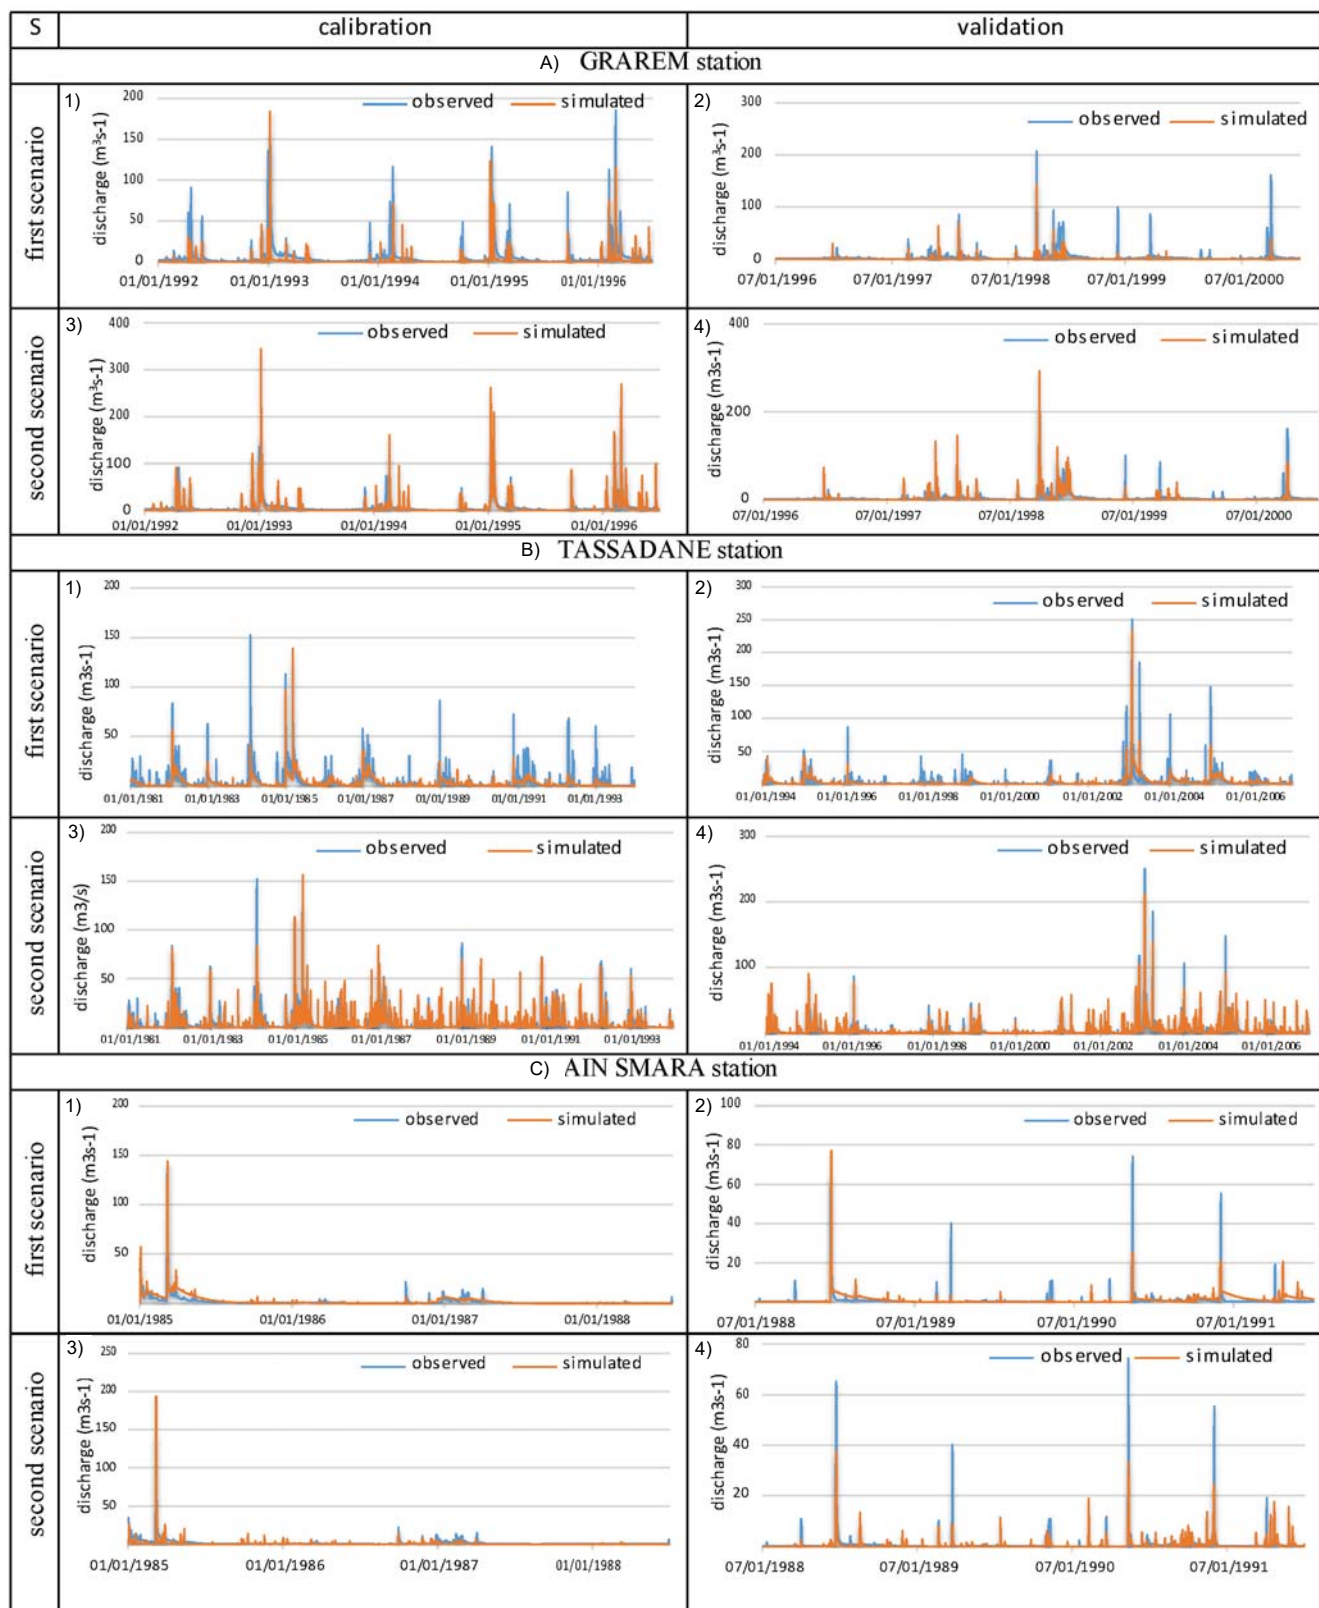 S calibration validation
A) GRAREM station
first scenario
1)
discharge (m³s-1)
observed simulated
200
150
100
50
0
01/01/1992 01/01/1993 01/01/1994 01/01/1995 01/01/1996
2)
discharge (m³s-1)
observed simulated
300
200
100
0
07/01/1996 07/01/1997 07/01/1998 07/01/1999 07/01/2000
second scenario
3)
discharge (m³s-1)
observed simulated
400
300
200
100
0
01/01/1992 01/01/1993 01/01/1994 01/01/1995 01/01/1996
4)
discharge (m3s-1)
observed simulated
400
200
0
07/01/1996 07/01/1997 07/01/1998 07/01/1999 07/01/2000
B) TASSADANE station
first scenario
1)
discharge (m3s-1)
observed simulated
200
150
100
50
01/01/1981 01/01/1983 01/01/1985 01/01/1987 01/01/1989 01/01/1991 01/01/1993
2)
discharge (m3s-1)
observed simulated
300
250
200
150
100
50
01/01/1994 01/01/1996 01/01/1998 01/01/2000 01/01/2002 01/01/2004 01/01/2006
second scenario
3)
discharge (m3/s)
observed simulated
200
150
100
50
01/01/1981 01/01/1983 01/01/1985 01/01/1987 01/01/1989 01/01/1991 01/01/1993
4)
discharge (m3s-1)
observed simulated
300
200
100
01/01/1994 01/01/1996 01/01/1998 01/01/2000 01/01/2002 01/01/2004 01/01/2006
C) AIN SMARA station
first scenario
1)
discharge (m3s-1)
observed simulated
200
150
100
50
01/01/1985 01/01/1986 01/01/1987 01/01/1988
2)
discharge (m3s-1)
observed simulated
100
80
60
40
20
07/01/1988 07/01/1989 07/01/1990 07/01/1991
second scenario
3)
discharge (m3s-1)
observed simulated
250
200
150
100
50
01/01/1985 01/01/1986 01/01/1987 01/01/1988
4)
discharge (m3s-1)
observed simulated
80
60
40
20
07/01/1988 07/01/1989 07/01/1990 07/01/1991